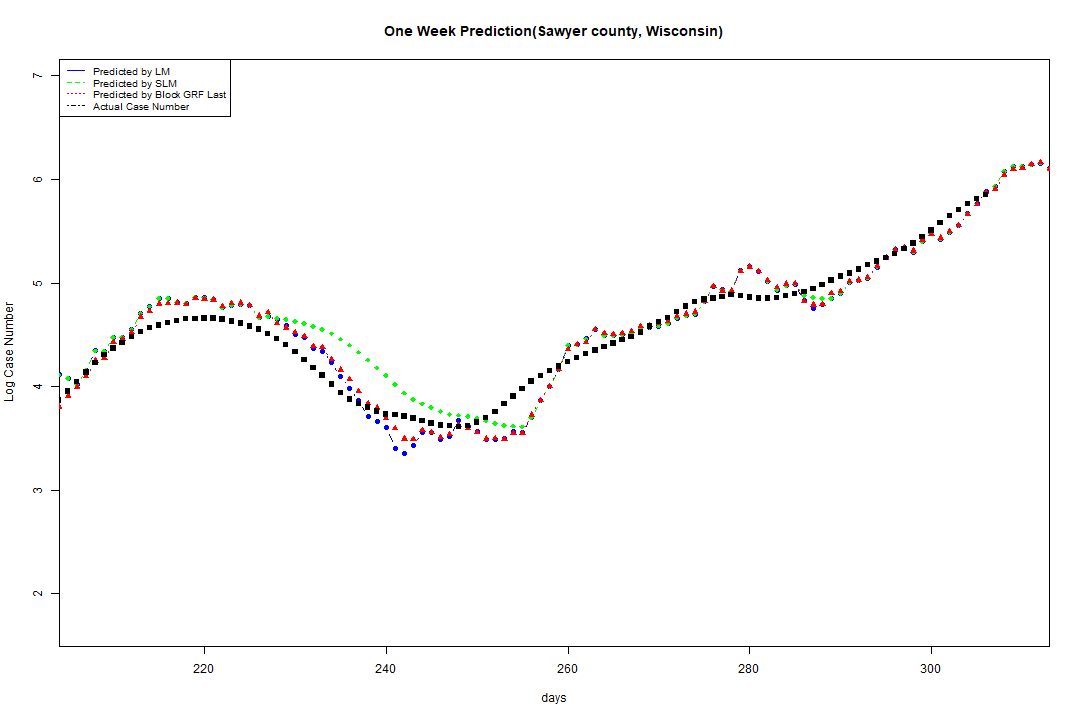 One Week Prediction(Sawyer county, Wisconsin)
Predicted by LM
Predicted by SLM
Predicted by Block GRF Last
Actual Case Number
7
6
5
4
3
2
Log Case Number
220 240 260 280 300
days